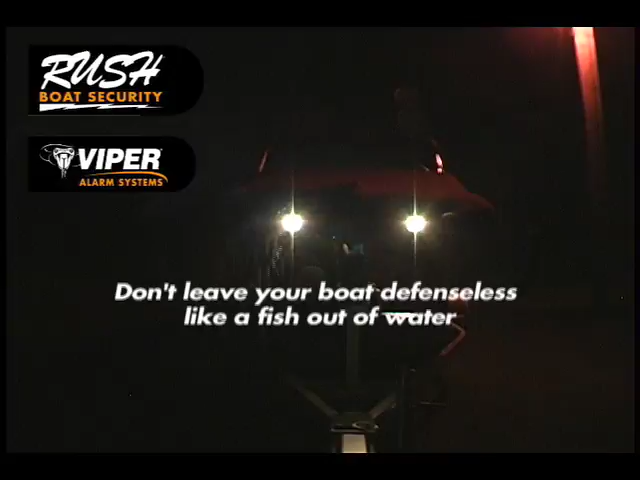 RUSH
BOAT SECURITY
VIPER
ALARM SYSTEMS
Don't leave your boat defenseless
like a fish out of water